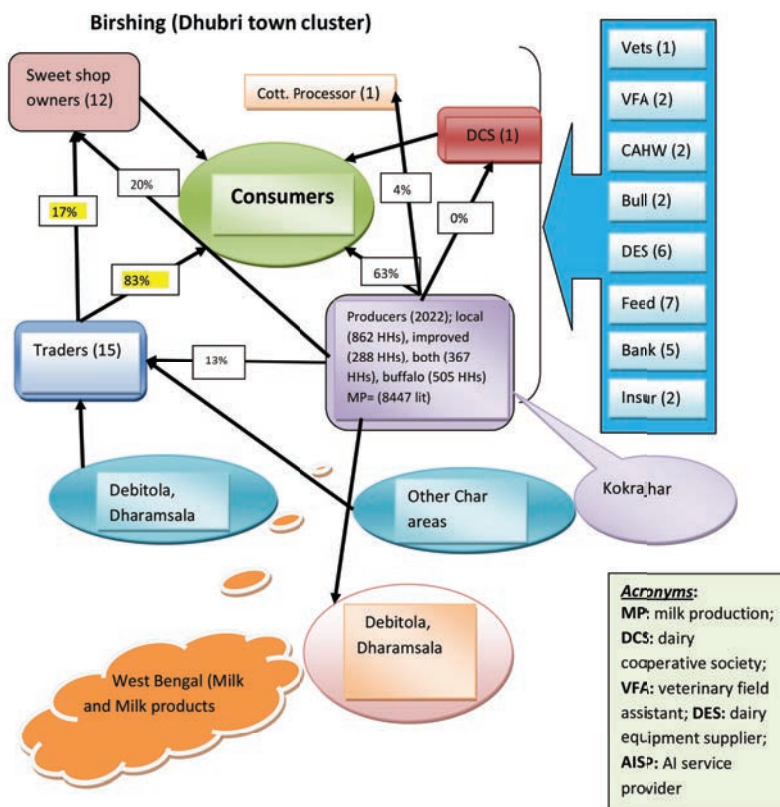 Birshing (Dhubri town cluster)
Sweet shop
owners (12)
Cott. Processor (1)
DCS (1)
Consumers
20%
4%
0%
17%
83%
63%
Traders (15)
13%
Producers (2022); local
(862 HHs), improved
(288 HHs), both (367
HHs), buffalo (505 HHs)
MP= (8447 lit)
Vets (1)
VFA (2)
CAHW (2)
Bull (2)
DES (6)
Feed (7)
Bank (5)
Insur (2)
Debitola,
Dharamsala
Other Char
areas
Kokrajhar
Debitola,
Dharamsala
West Bengal (Milk
and Milk products
Acronyms:
MP: milk production;
DCS: dairy
cooperative society;
VFA: veterinary field
assistant; DES: dairy
equipment supplier;
AISP: AI service
provider